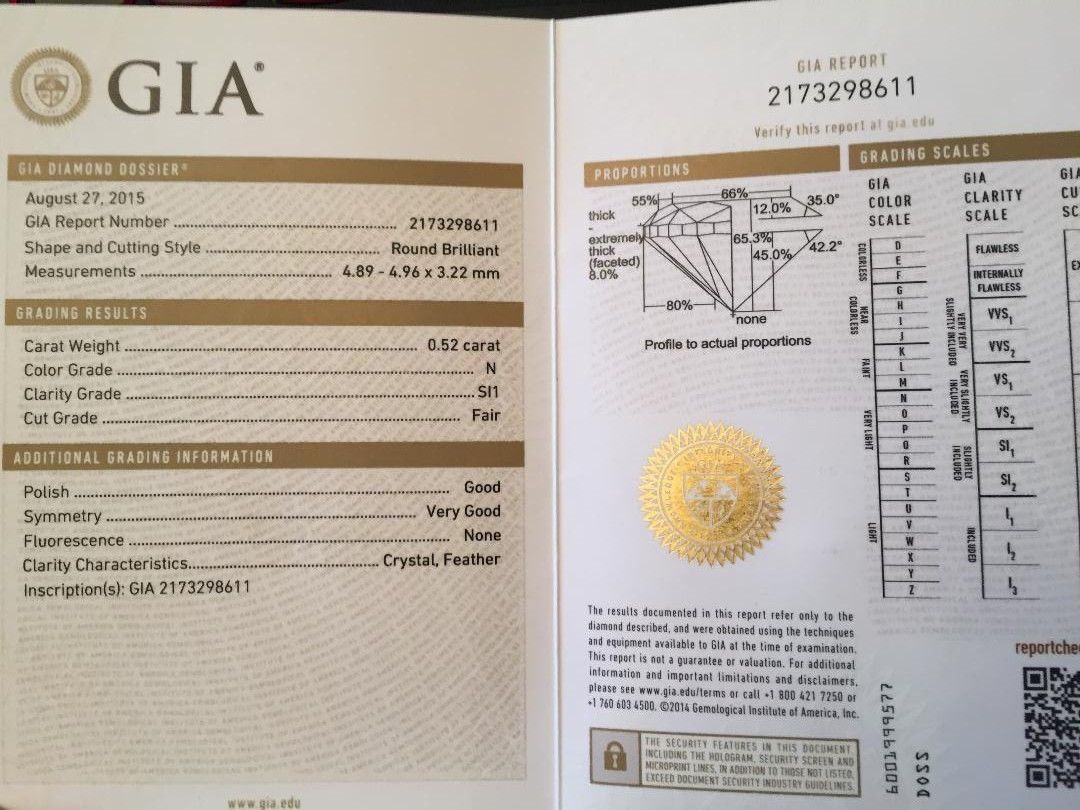 GIA®
GIA DIAMOND DOSSIER®
August 27, 2015
GIA Report Number ........ 2173298611
Shape and Cutting Style ........ Round Brilliant
Measurements ........ 4.89 - 4.96 x 3.22 mm
GRADING RESULTS
Carat Weight ........ 0.52 carat
Color Grade ........ N
Clarity Grade ........ SI1
Cut Grade ........ Fair
ADDITIONAL GRADING INFORMATION
Polish ........ Good
Symmetry ........ Very Good
Fluorescence ........ None
Clarity Characteristics........ Crystal, Feather
Inscription(s): GIA 2173298611
www.gia.edu
GIA REPORT
2173298611
Verify this report at gia.edu
PROPORTIONS
55%
66%
35.0°
12.0%
thick
-
extremely
thick
(faceted)
8.0%
65.3%
45.0%
42.2°
80%
none
Profile to actual proportions
The results documented in this report refer only to the
diamond described, and were obtained using the techniques
and equipment available to GIA at the time of examination.
This report is not a guarantee or valuation. For additional
information and important limitations and disclaimers,
please see www.gia.edu/terms or call +1 800 421 7250 or
+1 760 603 4500. ©2014 Gemological Institute of America, Inc.
THE SECURITY FEATURES IN THIS DOCUMENT
INCLUDING THE HOLOGRAM, SECURITY SCREEN AND
MICROPRINT LINES, IN ADDITION TO THOSE NOT LISTED,
EXCEED DOCUMENT SECURITY INDUSTRY GUIDELINES.
GRADING SCALES
GIA
COLOR
SCALE
COLORLESS
D
E
F
NEAR
COLORLESS
G
H
I
J
FAINT
K
L
M
VERY LIGHT
N
O
P
Q
R
LIGHT
S
T
U
V
W
X
Y
Z
GIA
CLARITY
SCALE
FLAWLESS
INTERNALLY
FLAWLESS
VERY VERY
SLIGHTLY INCLUDED
VVS1
VVS2
VERY SLIGHTLY
INCLUDED
VS1
VS2
SLIGHTLY
INCLUDED
SI1
SI2
INCLUDED
I1
I2
I3
GIA
CU
SC
EX
reportche
6001999577
DOSS